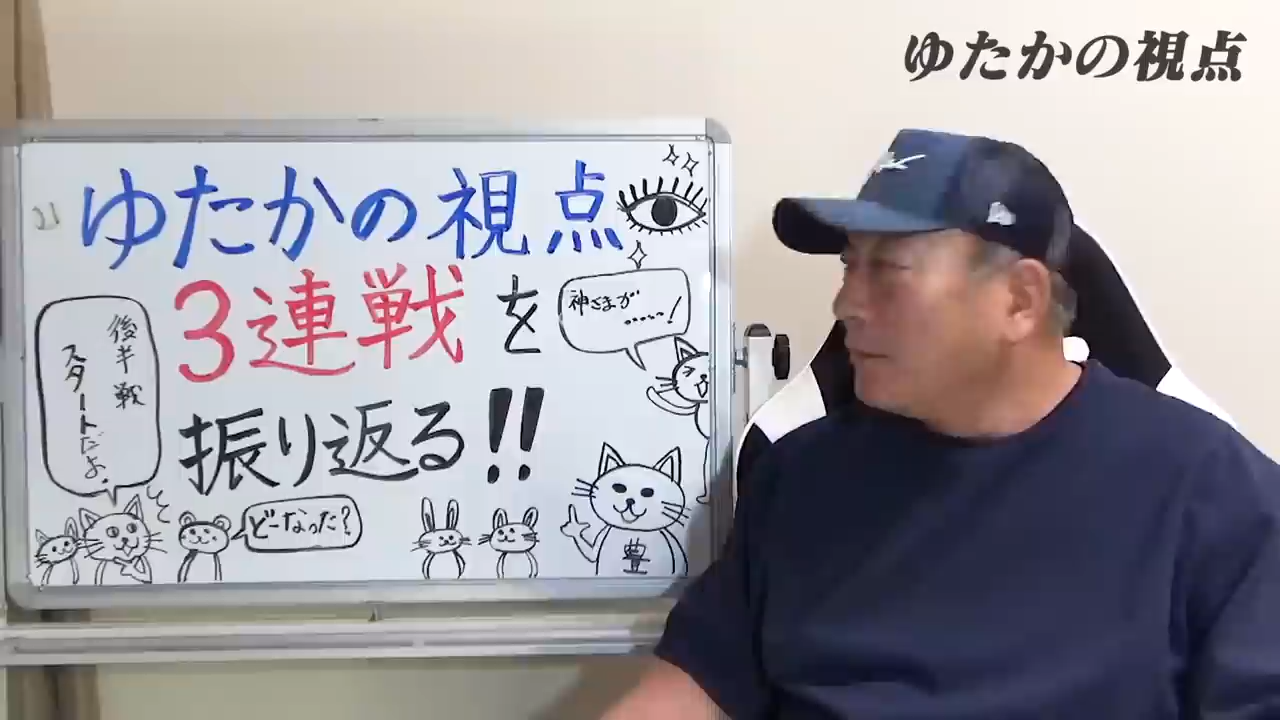 ゆたかの視点
ゆたかの視点
3連戦を
振り返る!!
神さまが
……!
後半戦
スタートだよ。
どーなった?
豊